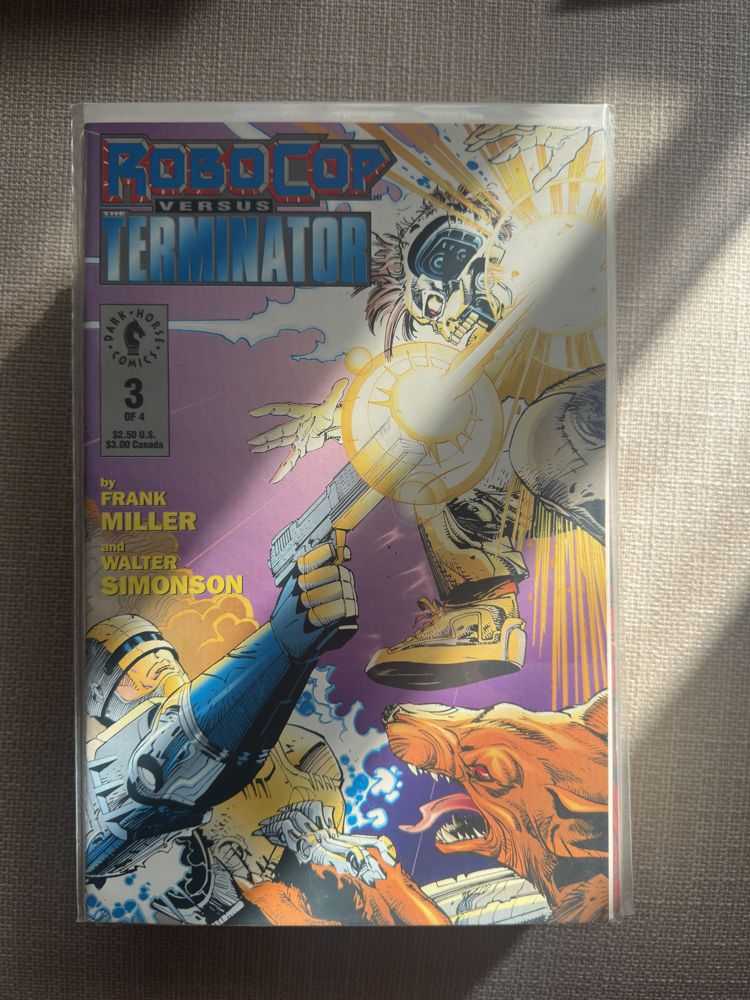 ROBOCOP
VERSUS
THE
TERMINATOR
DARK • HORSE
COMICS
3
OF 4
$2.50 U.S.
$3.00 Canada
by
FRANK
MILLER
and
WALTER
SIMONSON